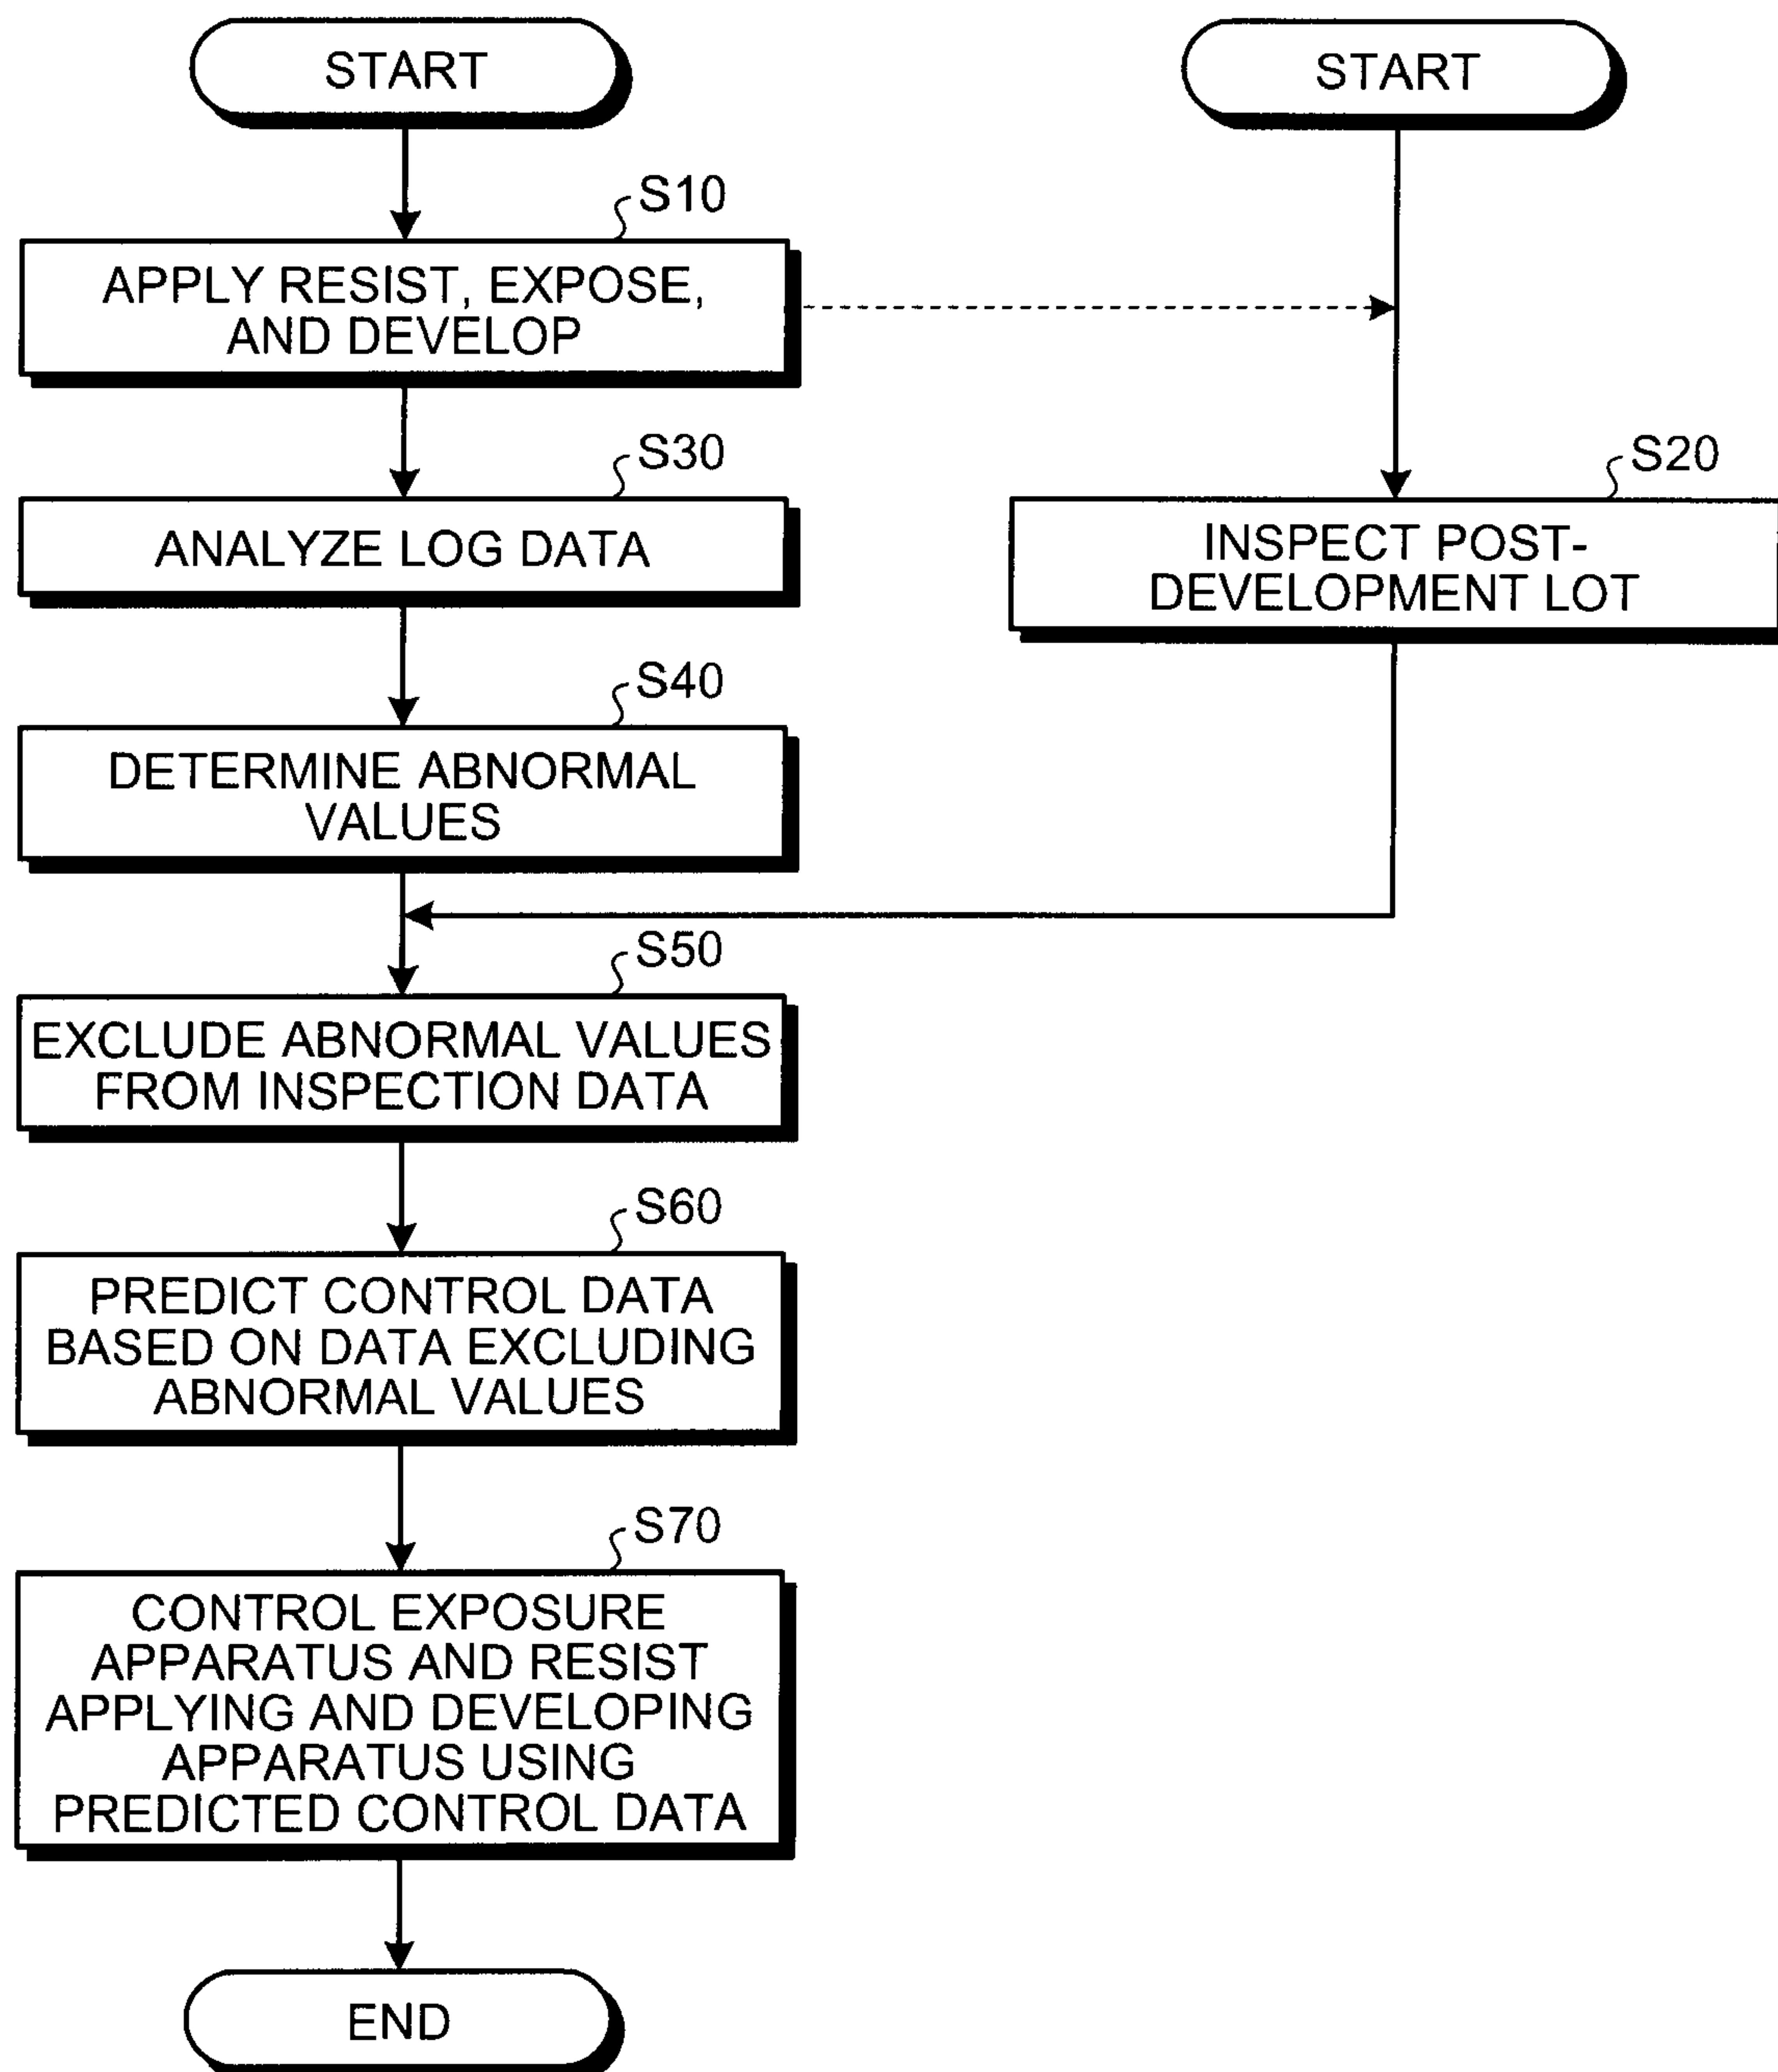 START
START
S10
APPLY RESIST, EXPOSE,
AND DEVELOP
S30
ANALYZE LOG DATA
S20
INSPECT POST-
DEVELOPMENT LOT
S40
DETERMINE ABNORMAL
VALUES
S50
EXCLUDE ABNORMAL VALUES
FROM INSPECTION DATA
S60
PREDICT CONTROL DATA
BASED ON DATA EXCLUDING
ABNORMAL VALUES
S70
CONTROL EXPOSURE
APPARATUS AND RESIST
APPLYING AND DEVELOPING
APPARATUS USING
PREDICTED CONTROL DATA
END